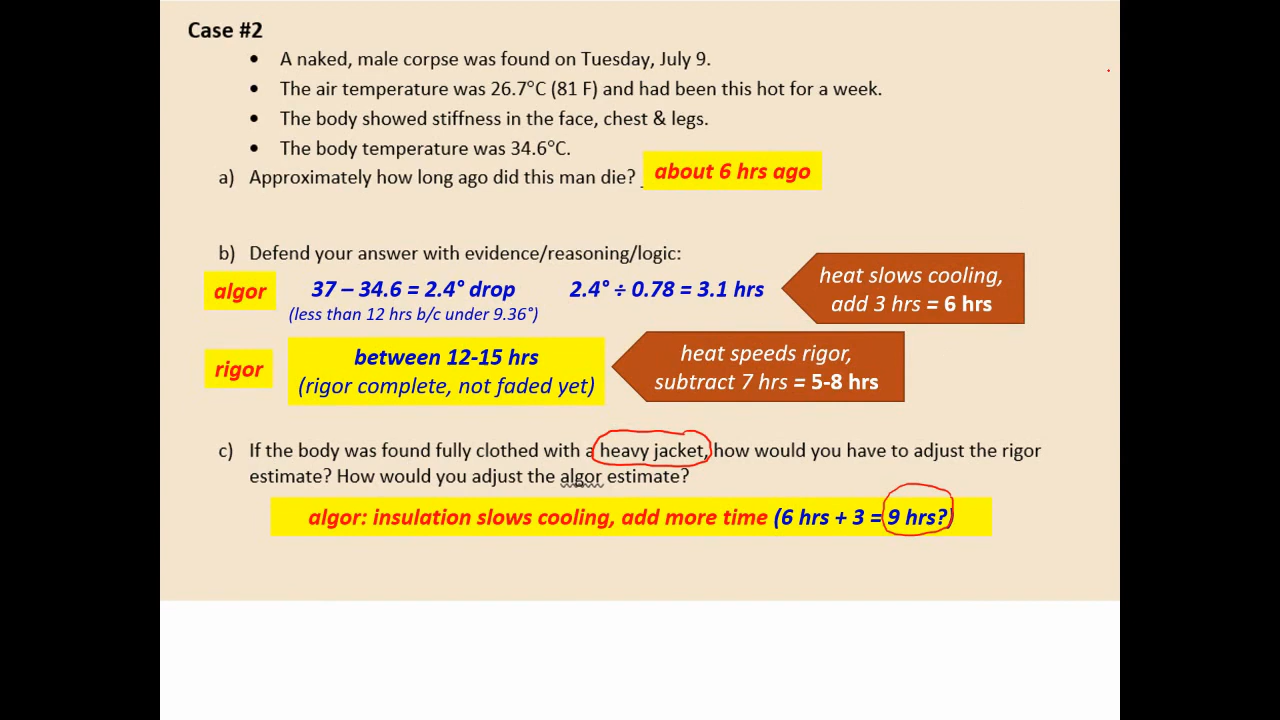 Case #2
• A naked, male corpse was found on Tuesday, July 9.
• The air temperature was 26.7°C (81 F) and had been this hot for a week.
• The body showed stiffness in the face, chest & legs.
• The body temperature was 34.6°C.
a) Approximately how long ago did this man die? _ about 6 hrs ago
b) Defend your answer with evidence/reasoning/logic:
algor 37 – 34.6 = 2.4° drop 2.4° ÷ 0.78 = 3.1 hrs
(less than 12 hrs b/c under 9.36°)
heat slows cooling,
add 3 hrs = 6 hrs
rigor between 12-15 hrs
(rigor complete, not faded yet)
heat speeds rigor,
subtract 7 hrs = 5-8 hrs
c) If the body was found fully clothed with a heavy jacket, how would you have to adjust the rigor
estimate? How would you adjust the algor estimate?
algor: insulation slows cooling, add more time (6 hrs + 3 = 9 hrs?)